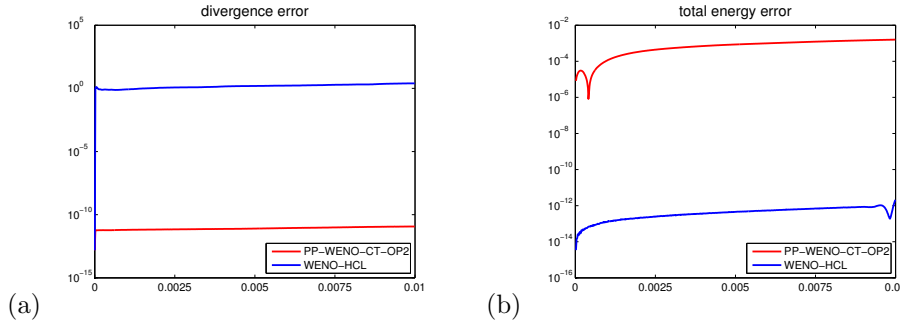 divergence error
10^5
10^0
10^-5
10^-10
10^-15
0
0.0025
0.005
0.0075
0.01
PP-WENO-CT-OP2
WENO-HCL
(a)
total energy error
10^-2
10^-4
10^-6
10^-8
10^-10
10^-12
10^-14
10^-16
0
0.0025
0.005
0.0075
0.0
PP-WENO-CT-OP2
WENO-HCL
(b)